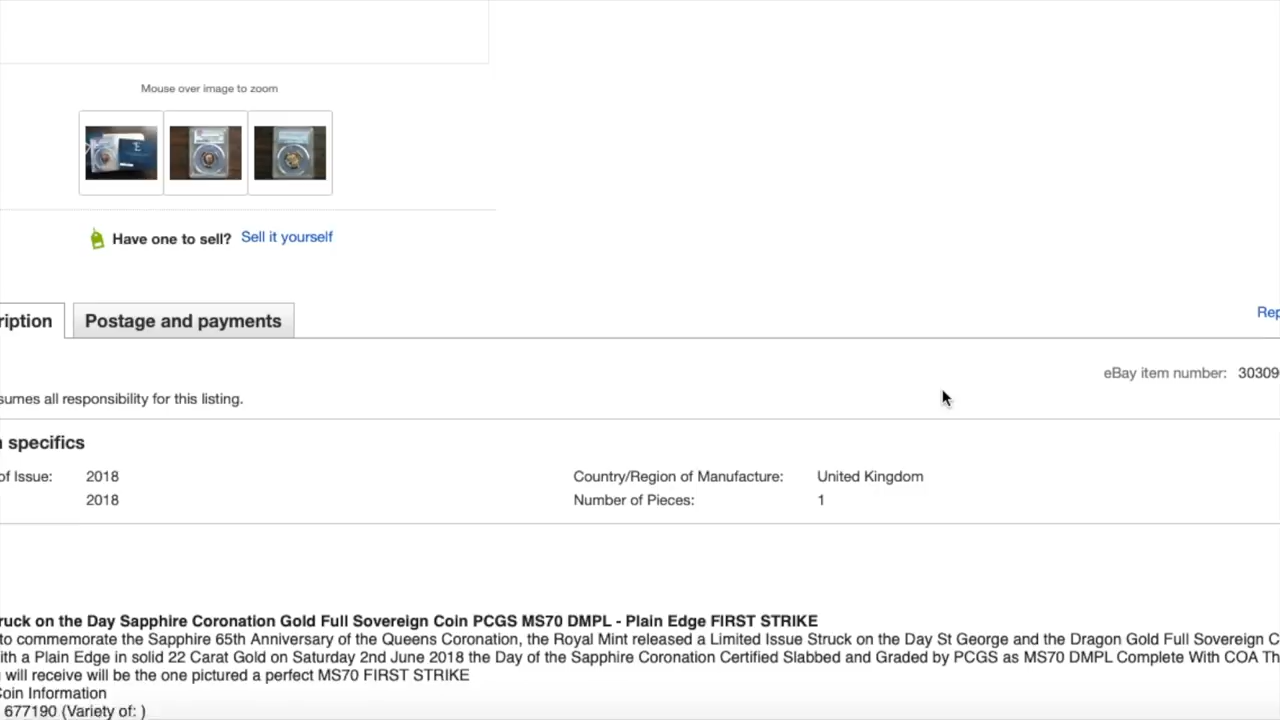 Mouse over image to zoom
Have one to sell? Sell it yourself
ription Postage and payments
Rep
eBay item number: 30309
sumes all responsibility for this listing.
n specifics
of Issue: 2018 Country/Region of Manufacture: United Kingdom
2018 Number of Pieces: 1
ruck on the Day Sapphire Coronation Gold Full Sovereign Coin PCGS MS70 DMPL - Plain Edge FIRST STRIKE
to commemorate the Sapphire 65th Anniversary of the Queens Coronation, the Royal Mint released a Limited Issue Struck on the Day St George and the Dragon Gold Full Sovereign C
ith a Plain Edge in solid 22 Carat Gold on Saturday 2nd June 2018 the Day of the Sapphire Coronation Certified Slabbed and Graded by PCGS as MS70 DMPL Complete With COA Th
will receive will be the one pictured a perfect MS70 FIRST STRIKE
Coin Information
677190 (Variety of: )